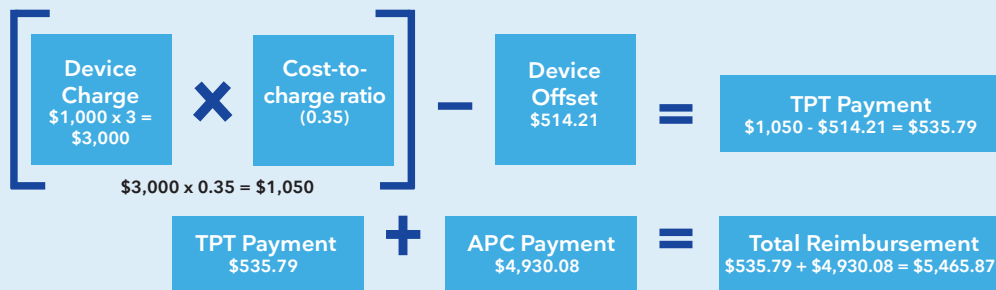 Device
Charge
$1,000 x 3 =
$3,000
×
Cost-to-
charge ratio
(0.35)
–
Device
Offset
$514.21
=
TPT Payment
$1,050 - $514.21 = $535.79
$3,000 x 0.35 = $1,050
TPT Payment
$535.79
+
APC Payment
$4,930.08
=
Total Reimbursement
$535.79 + $4,930.08 = $5,465.87